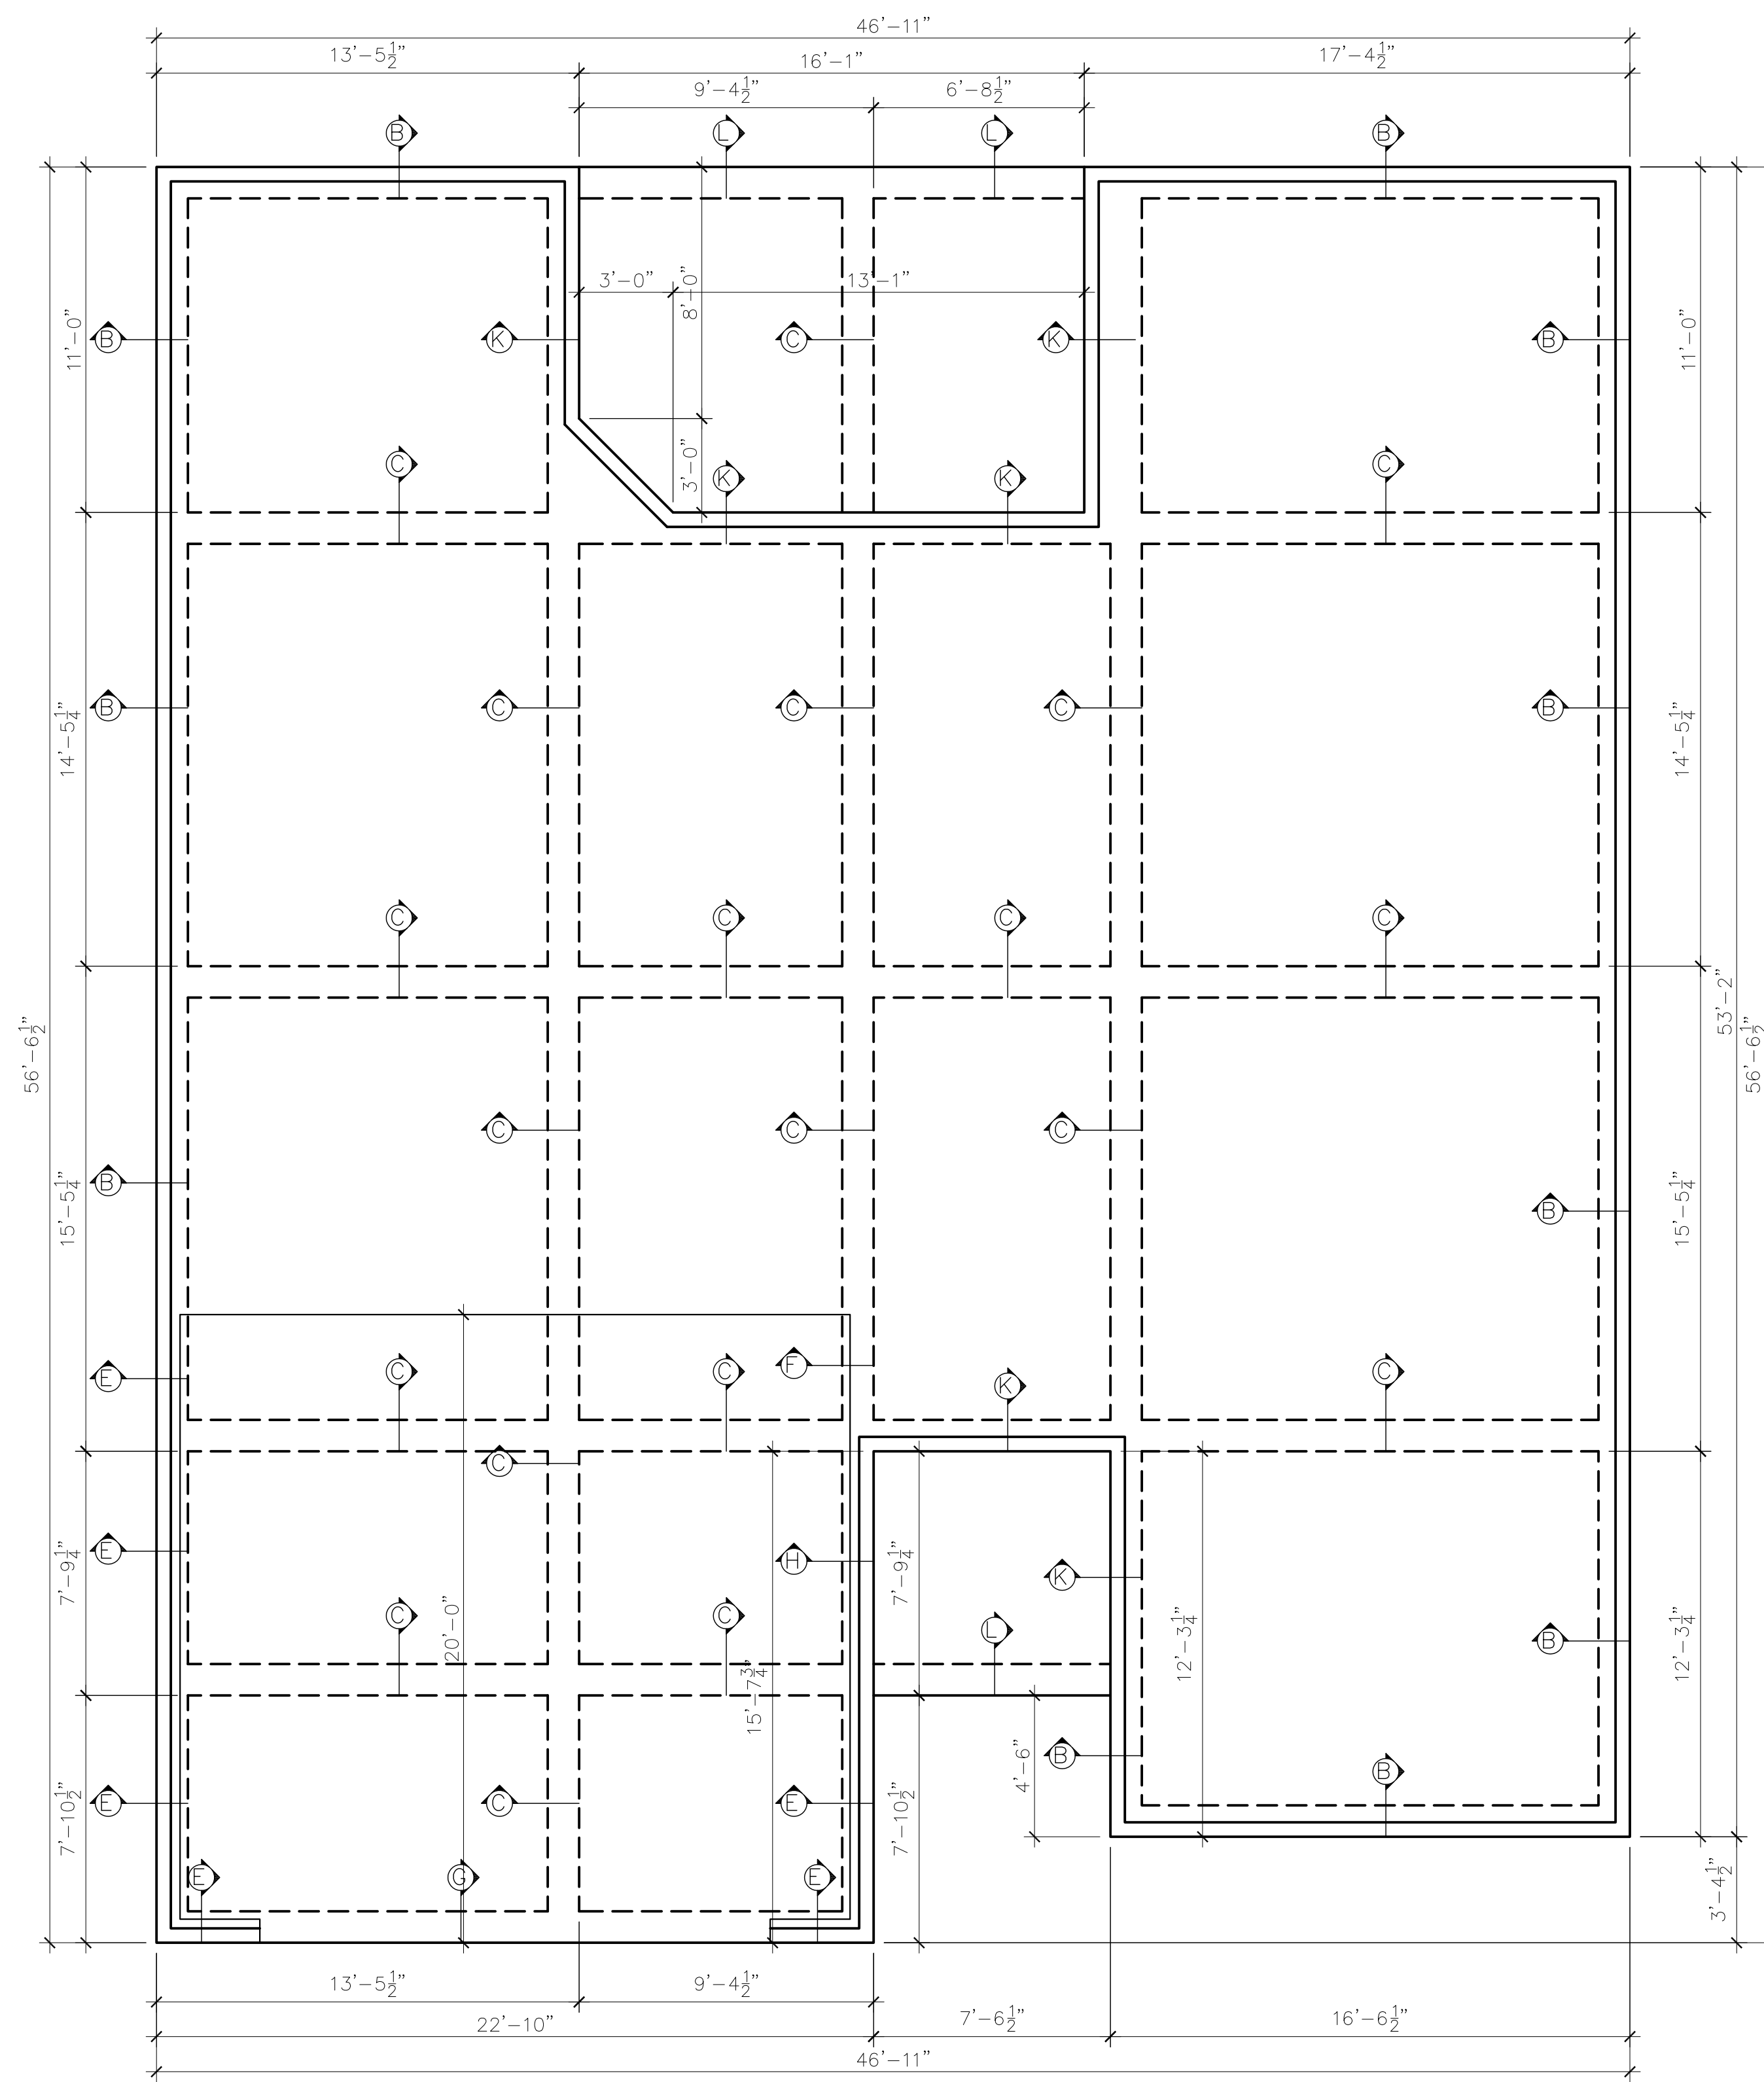 46'-11"
13'-5½" 16'-1" 17'-4½"
9'-4½" 6'-8½"
B L L B
3'-0" 8'-0" 13'-1"
11'-0" B K C K B 11'-0"
C 3'-0" K K C
14'-5¼" B C C C B 14'-5¼"
C C C C
56'-6½" 53'-2" 56'-6½"
C C C
15'-5¼" B B 15'-5¼"
E C C F K C
C
7'-9¼" E H 7'-9¼" K
C 20'-0" C 15'-7¾" L 12'-3¼" B 12'-3¼"
4'-6" B B
7'-10½" E C E 7'-10½"
E G E 3'-4½"
13'-5½" 9'-4½"
22'-10" 7'-6½" 16'-6½"
46'-11"